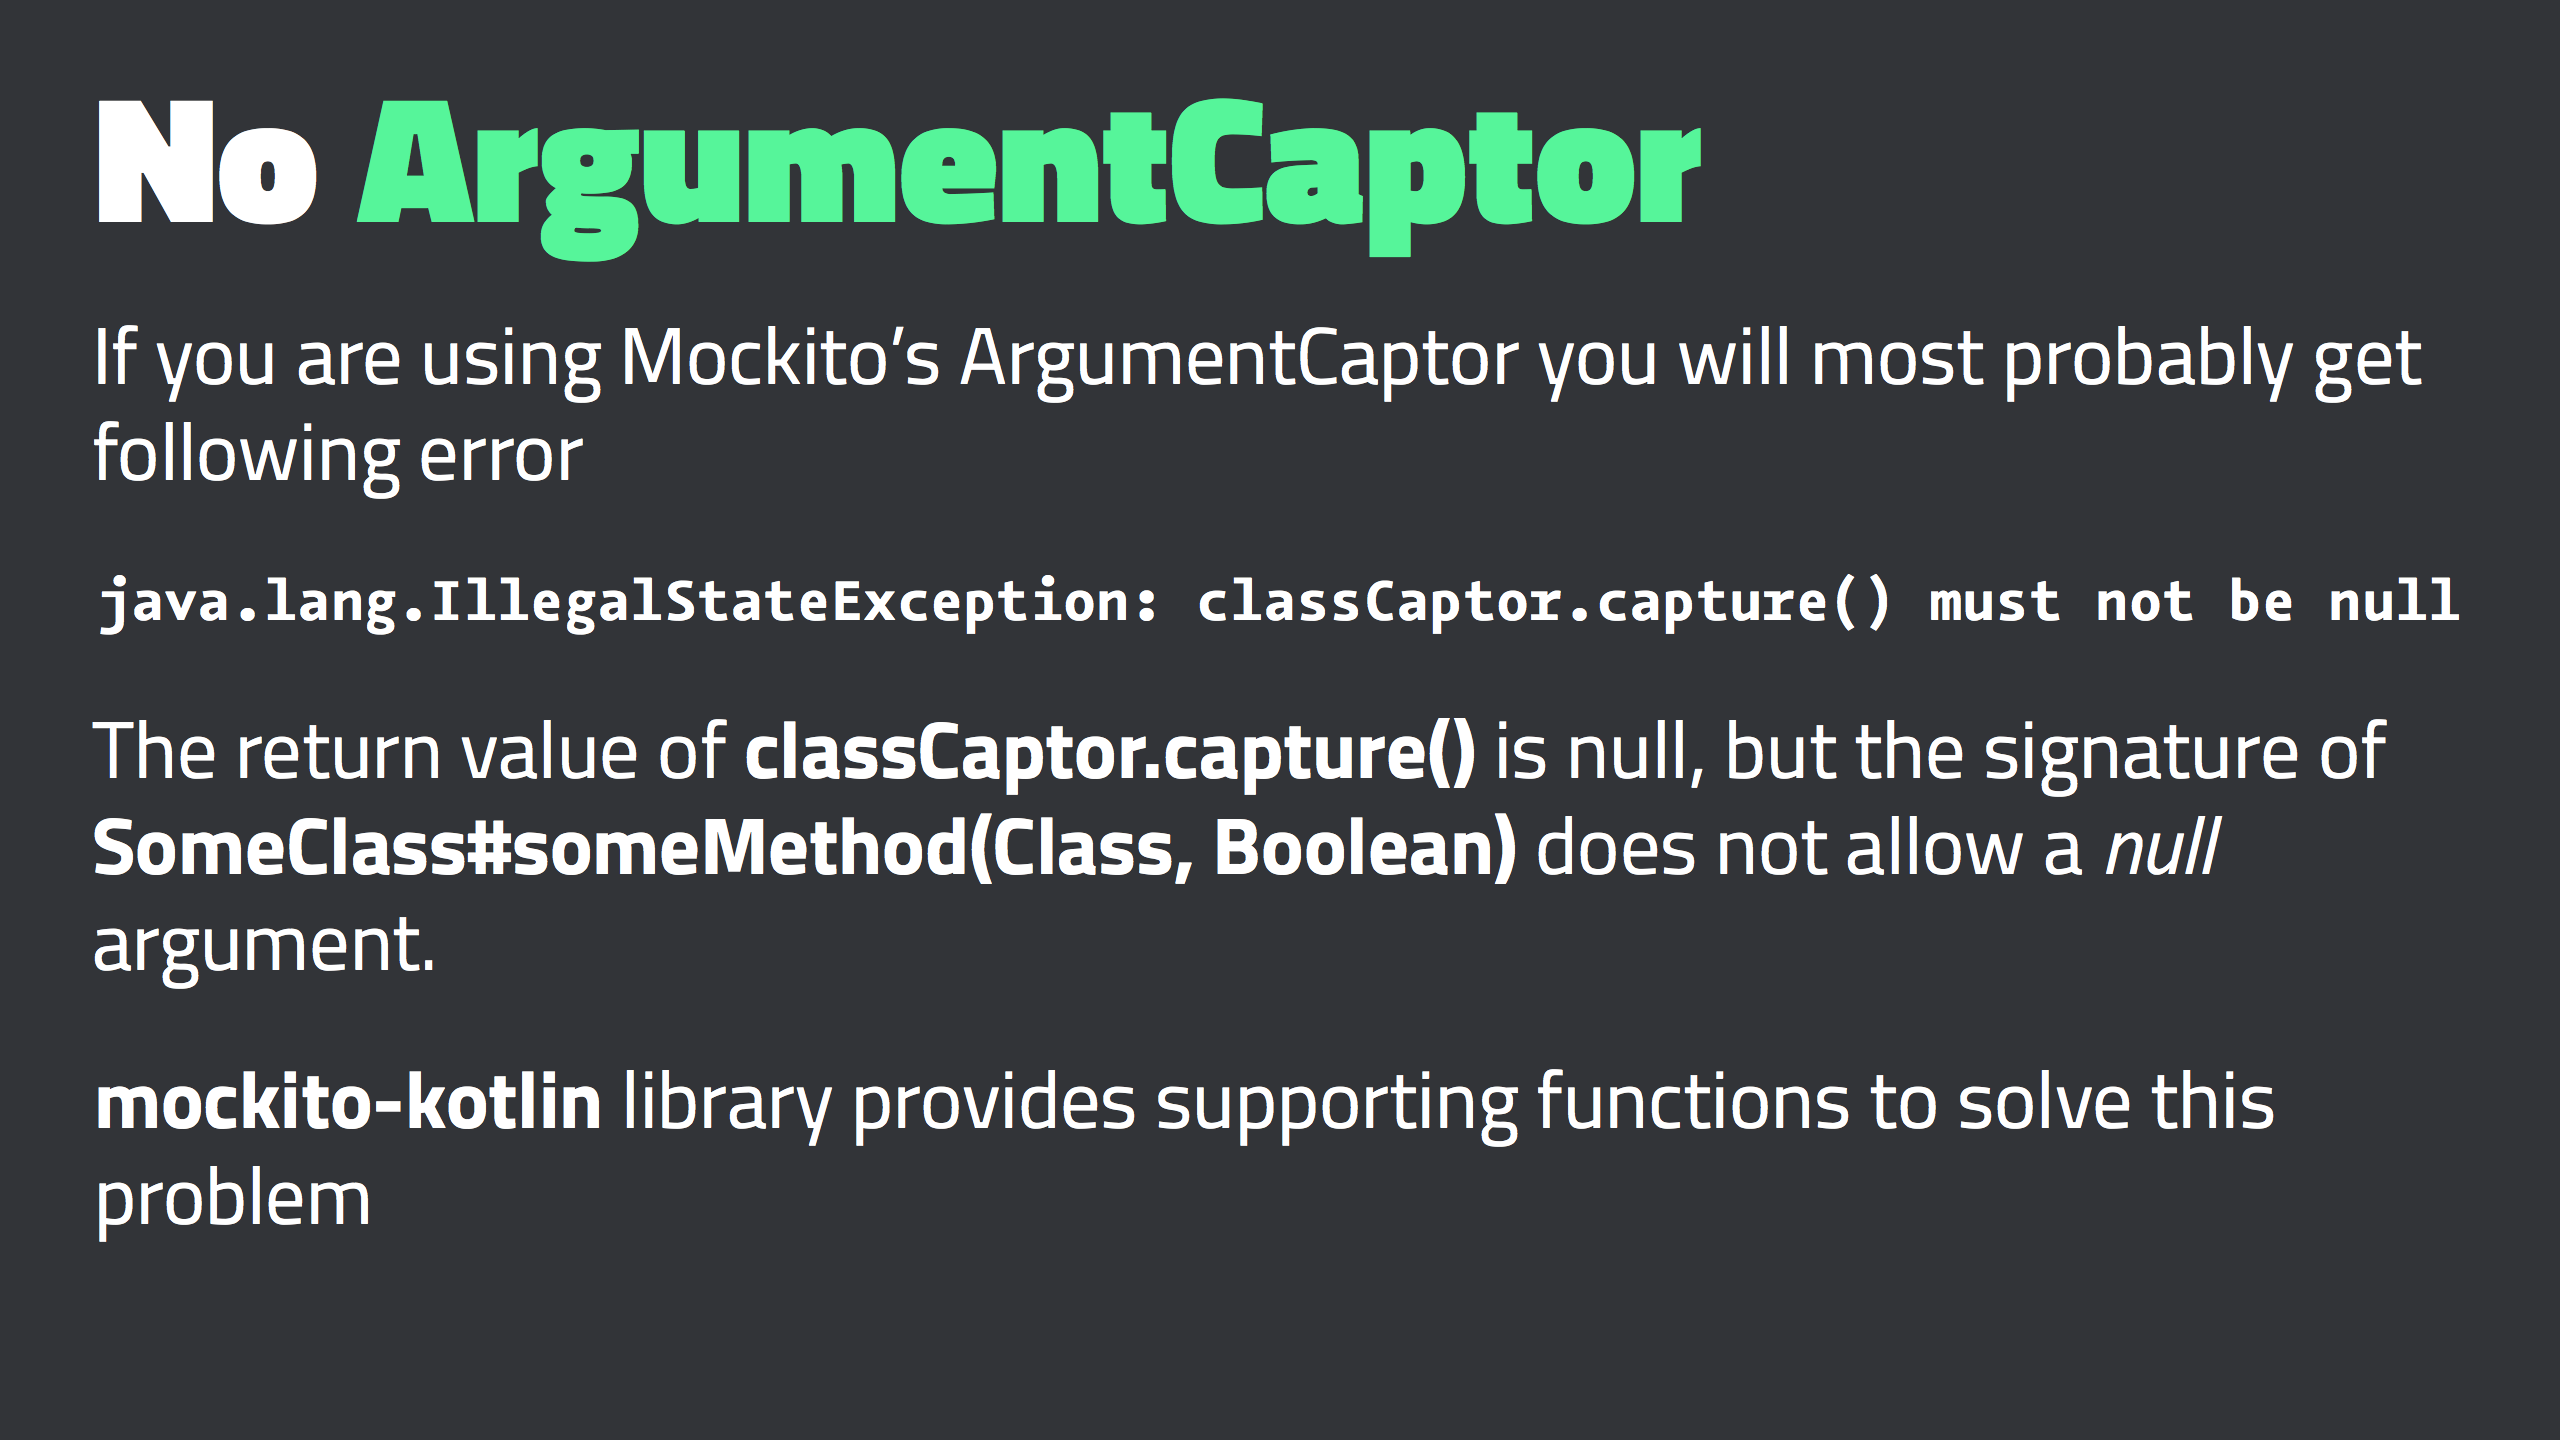 No ArgumentCaptor
If you are using Mockito’s ArgumentCaptor you will most probably get
following error
java.lang.IllegalStateException: classCaptor.capture() must not be null
The return value of classCaptor.capture() is null, but the signature of
SomeClass#someMethod(Class, Boolean) does not allow a null
argument.
mockito-kotlin library provides supporting functions to solve this
problem